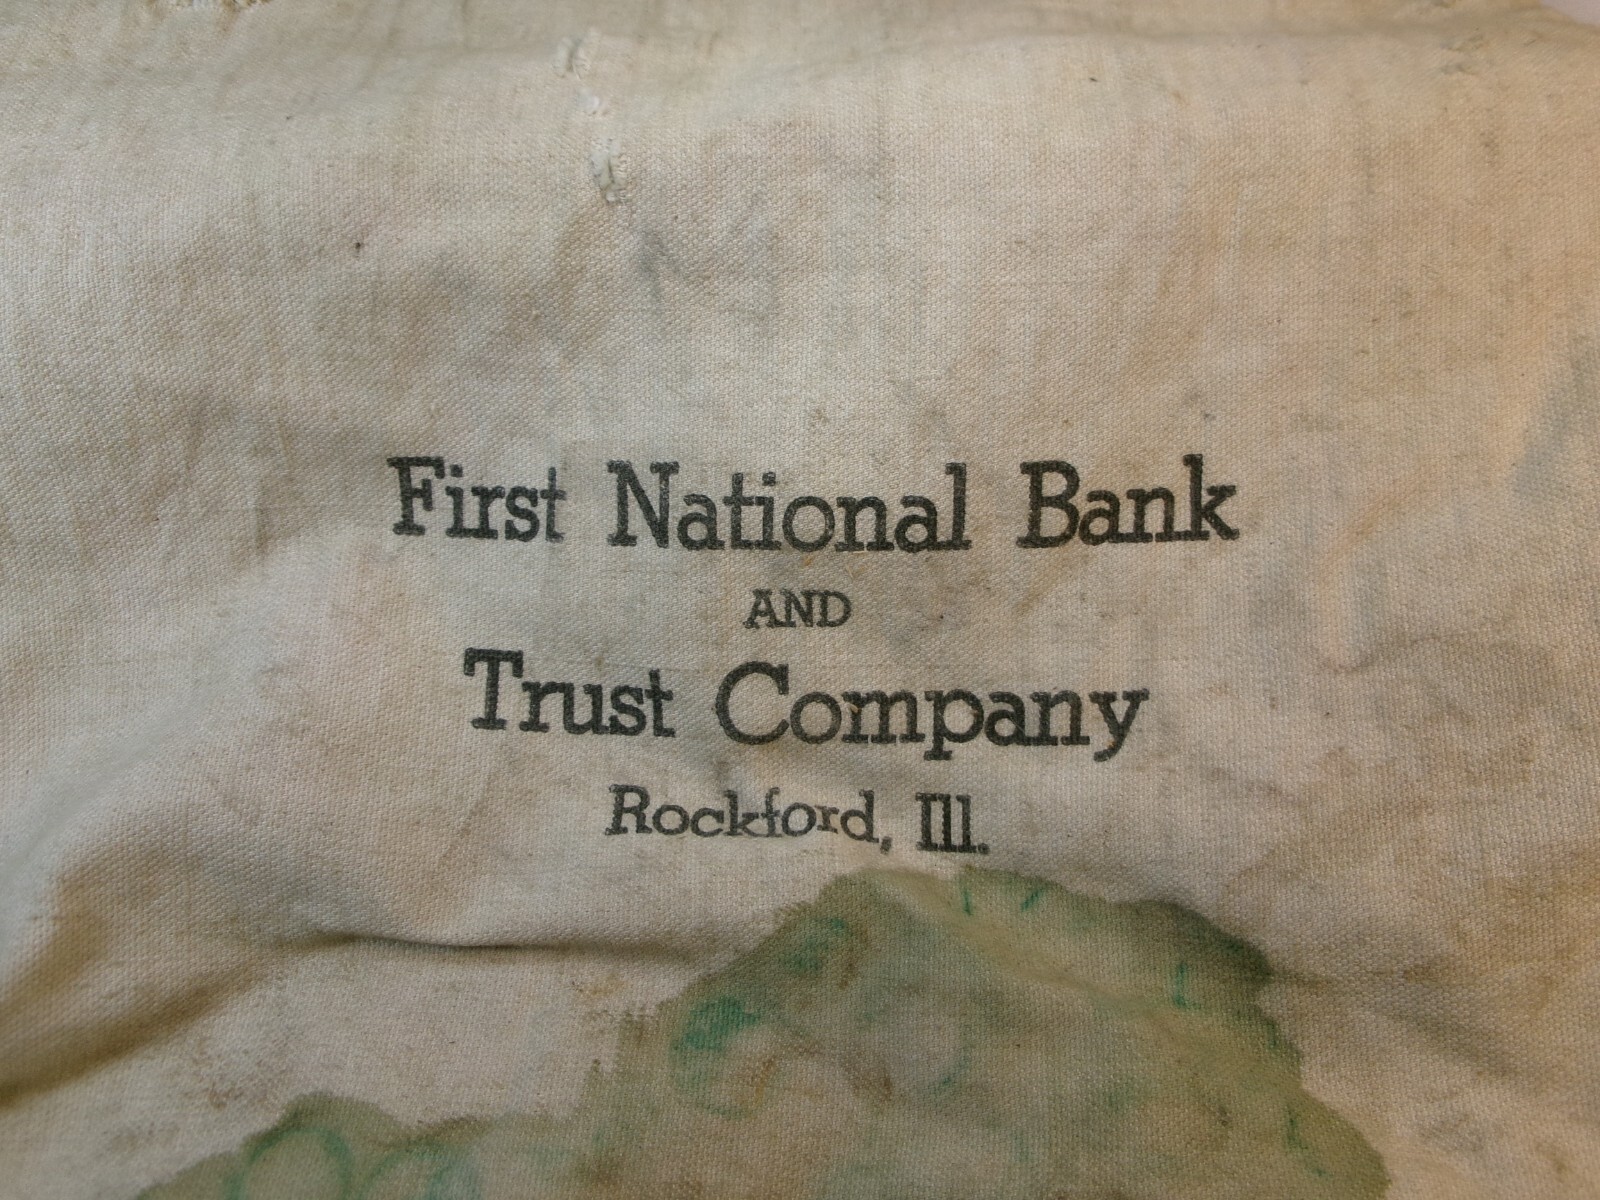 First National Bank
AND
Trust Company
Rockford, Ill.